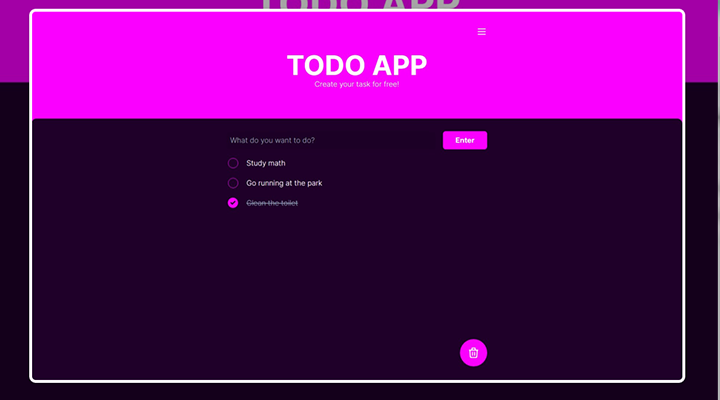 TODO APP
TODO APP
Create your task for free!
What do you want to do?
Enter
Study math
Go running at the park
Clean the toilet